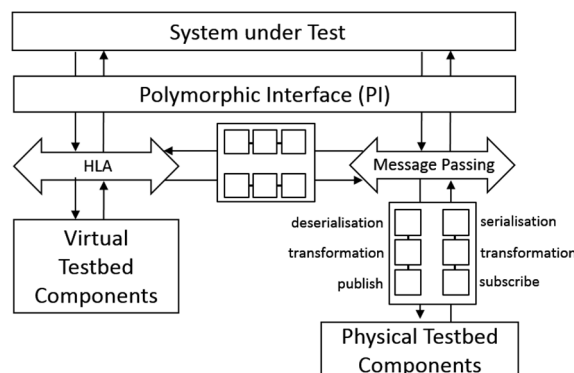 System under Test
Polymorphic Interface (PI)
HLA
Message Passing
deserialisation
serialisation
transformation
transformation
publish
subscribe
Virtual
Testbed
Components
Physical Testbed
Components